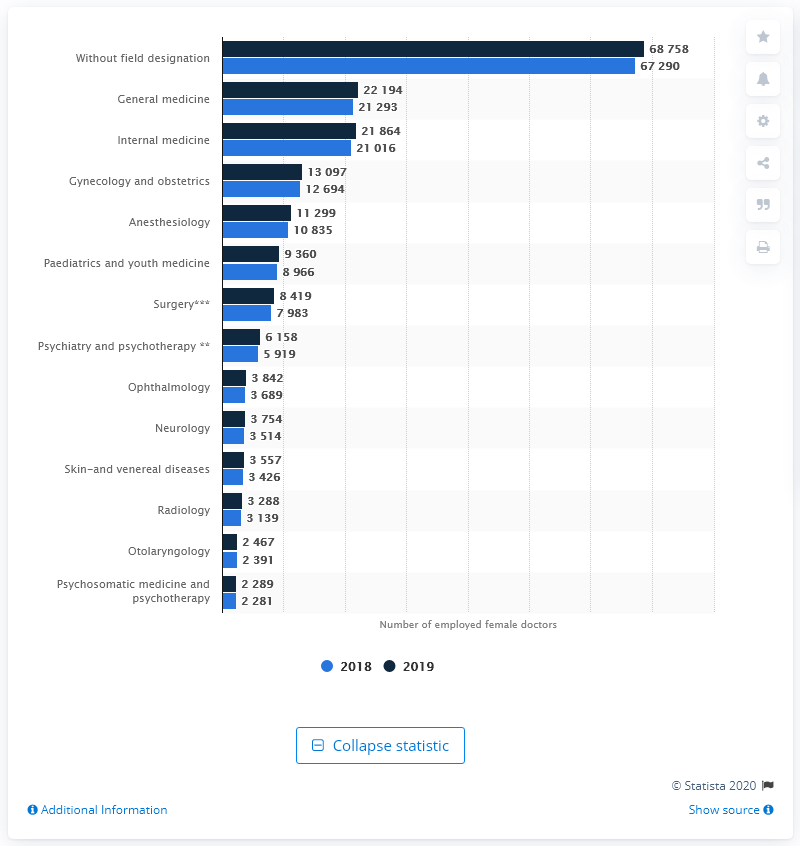 Without field designation
68 758
67 290
General medicine
22 194
21 293
Internal medicine
21 864
21 016
Gynecology and obstetrics
13 097
12 694
Anesthesiology
11 299
10 835
Paediatrics and youth medicine
9 360
8 966
Surgery***
8 419
7 983
Psychiatry and psychotherapy **
6 158
5 919
Ophthalmology
3 842
3 689
Neurology
3 754
3 514
Skin-and venereal diseases
3 557
3 426
Radiology
3 288
3 139
Otolaryngology
2 467
2 391
Psychosomatic medicine and
psychotherapy
2 289
2 281
Number of employed female doctors
2018 2019
Collapse statistic
© Statista 2020
Additional Information
Show source